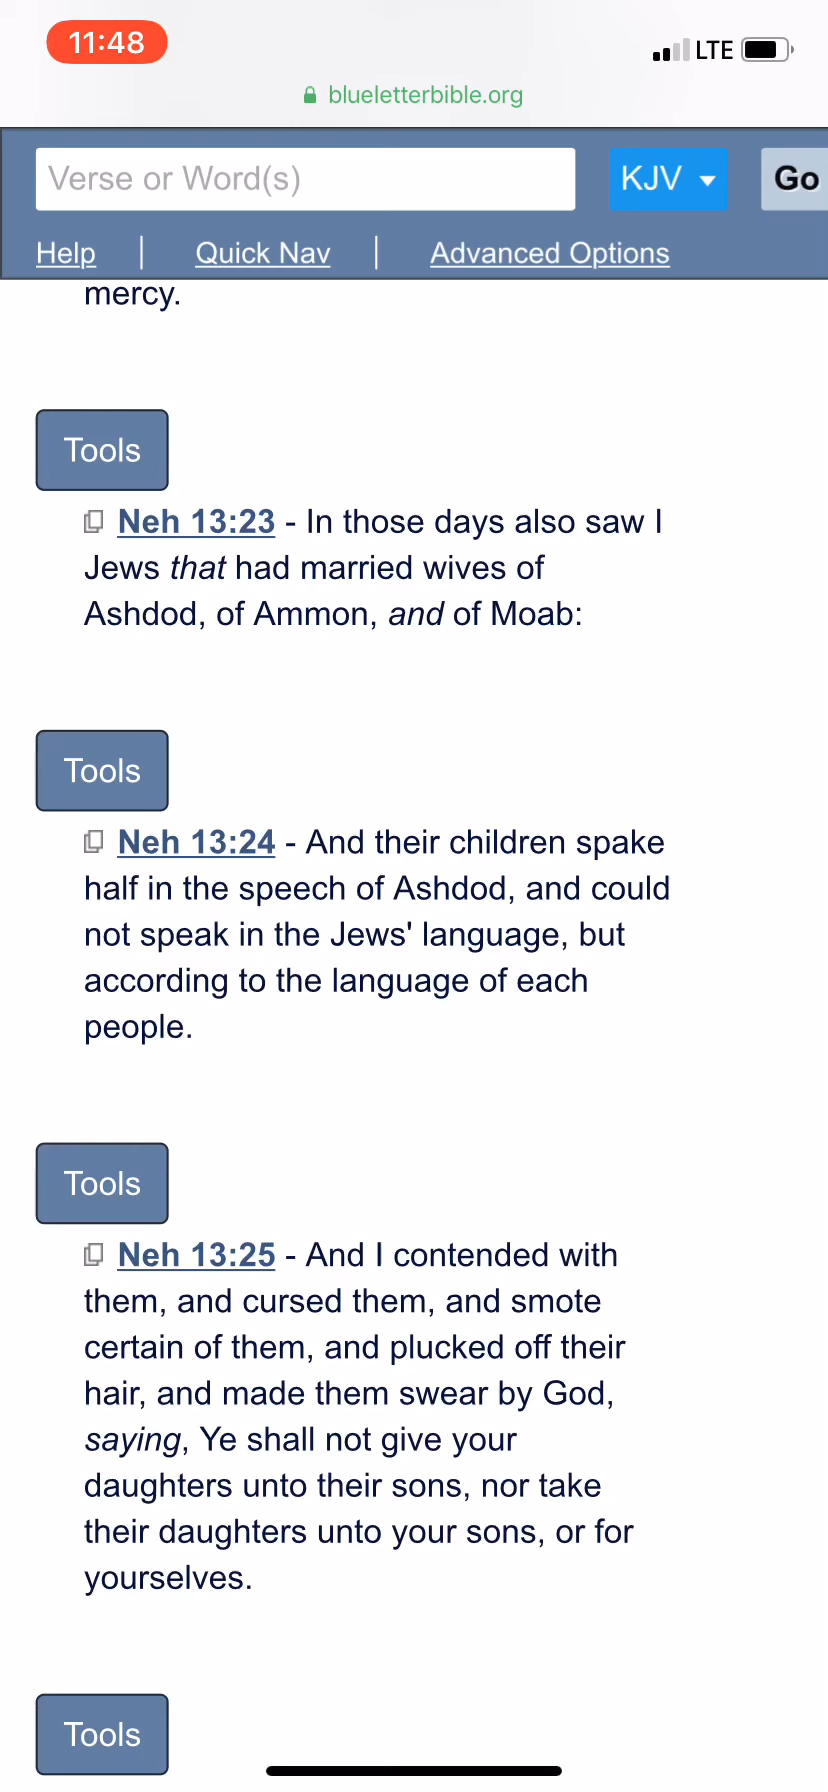 11:48
LTE
blueletterbible.org
Verse or Word(s)
KJV
Go
Help | Quick Nav | Advanced Options
mercy.
Tools
Neh 13:23 - In those days also saw I
Jews that had married wives of
Ashdod, of Ammon, and of Moab:
Tools
Neh 13:24 - And their children spake
half in the speech of Ashdod, and could
not speak in the Jews' language, but
according to the language of each
people.
Tools
Neh 13:25 - And I contended with
them, and cursed them, and smote
certain of them, and plucked off their
hair, and made them swear by God,
saying, Ye shall not give your
daughters unto their sons, nor take
their daughters unto your sons, or for
yourselves.
Tools